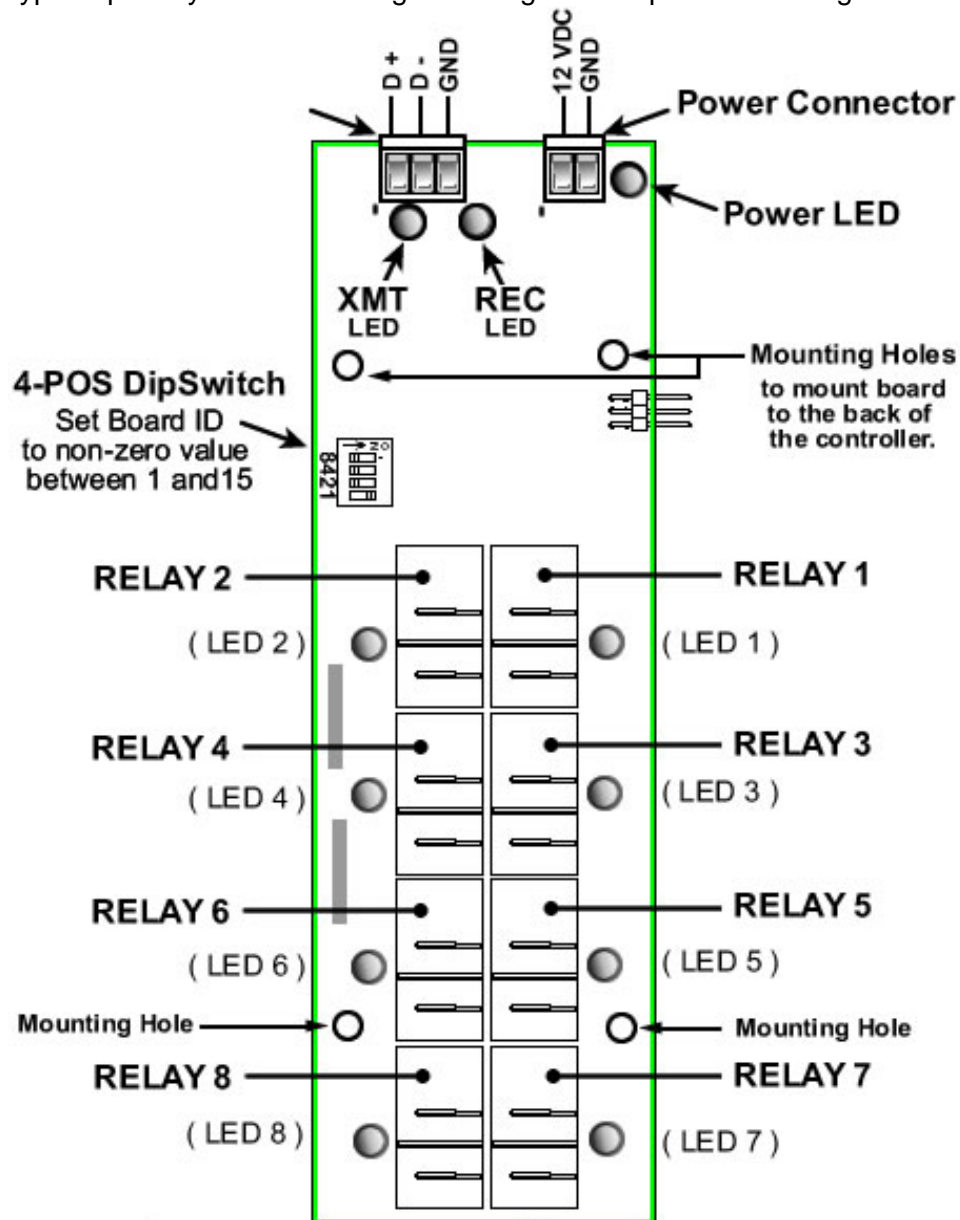 D +
D -
GND
12 VDC
GND
Power Connector
Power LED
XMT
LED
REC
LED
Mounting Holes
to mount board
to the back of
the controller.
4-POS DipSwitch
Set Board ID
to non-zero value
between 1 and15
ON
8421
RELAY 2
RELAY 1
( LED 2 )
( LED 1 )
RELAY 4
RELAY 3
( LED 4 )
( LED 3 )
RELAY 6
RELAY 5
( LED 6 )
( LED 5 )
Mounting Hole
Mounting Hole
RELAY 8
RELAY 7
( LED 8 )
( LED 7 )